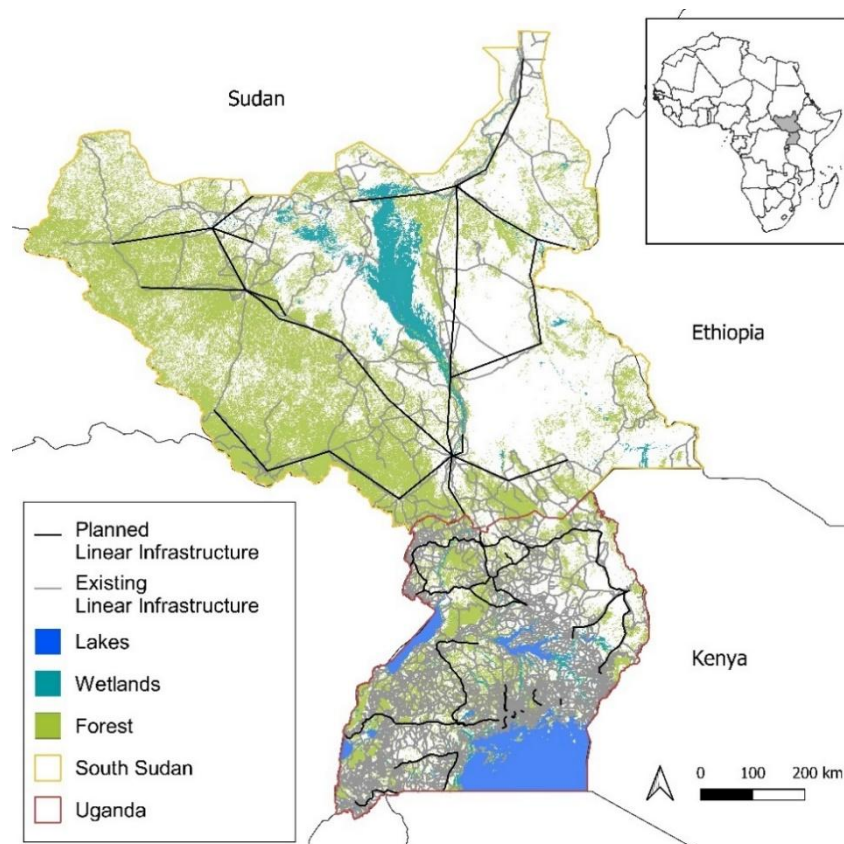 Sudan
Ethiopia
Kenya
Planned
Linear Infrastructure
Existing
Linear Infrastructure
Lakes
Wetlands
Forest
South Sudan
Uganda
0 100 200 km